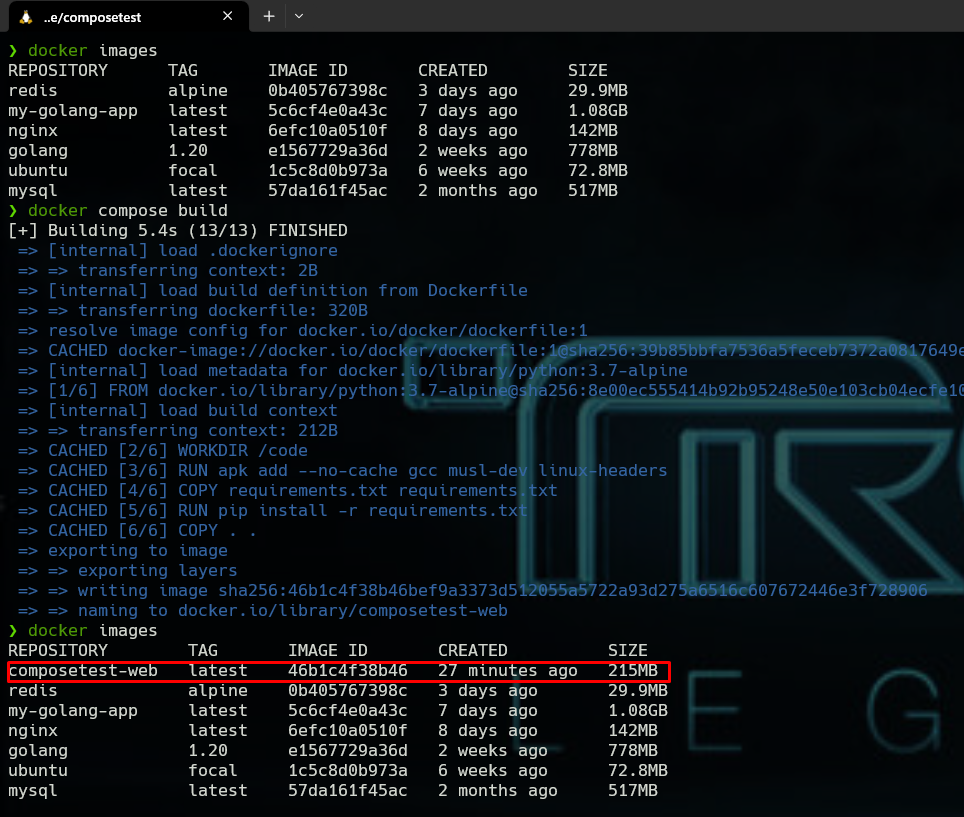 ..e/composetest
❯ docker images
REPOSITORY TAG IMAGE ID CREATED SIZE
redis alpine 0b405767398c 3 days ago 29.9MB
my-golang-app latest 5c6cf4e0a43c 7 days ago 1.08GB
nginx latest 6efc10a0510f 8 days ago 142MB
golang 1.20 e1567729a36d 2 weeks ago 778MB
ubuntu focal 1c5c8d0b973a 6 weeks ago 72.8MB
mysql latest 57da161f45ac 2 months ago 517MB
❯ docker compose build
[+] Building 5.4s (13/13) FINISHED
=> [internal] load .dockerignore
=> => transferring context: 2B
=> [internal] load build definition from Dockerfile
=> => transferring dockerfile: 320B
=> resolve image config for docker.io/docker/dockerfile:1
=> CACHED docker-image://docker.io/docker/dockerfile:1@sha256:39b85bbfa7536a5feceb7372a0817649e
=> [internal] load metadata for docker.io/library/python:3.7-alpine
=> [1/6] FROM docker.io/library/python:3.7-alpine@sha256:8e00ec555414b92b95248e50e103cb04ecfe10
=> [internal] load build context
=> => transferring context: 212B
=> CACHED [2/6] WORKDIR /code
=> CACHED [3/6] RUN apk add --no-cache gcc musl-dev linux-headers
=> CACHED [4/6] COPY requirements.txt requirements.txt
=> CACHED [5/6] RUN pip install -r requirements.txt
=> CACHED [6/6] COPY . .
=> exporting to image
=> => exporting layers
=> => writing image sha256:46b1c4f38b46bef9a3373d512055a5722a93d275a6516c607672446e3f728906
=> => naming to docker.io/library/composetest-web
❯ docker images
REPOSITORY TAG IMAGE ID CREATED SIZE
composetest-web latest 46b1c4f38b46 27 minutes ago 215MB
redis alpine 0b405767398c 3 days ago 29.9MB
my-golang-app latest 5c6cf4e0a43c 7 days ago 1.08GB
nginx latest 6efc10a0510f 8 days ago 142MB
golang 1.20 e1567729a36d 2 weeks ago 778MB
ubuntu focal 1c5c8d0b973a 6 weeks ago 72.8MB
mysql latest 57da161f45ac 2 months ago 517MB